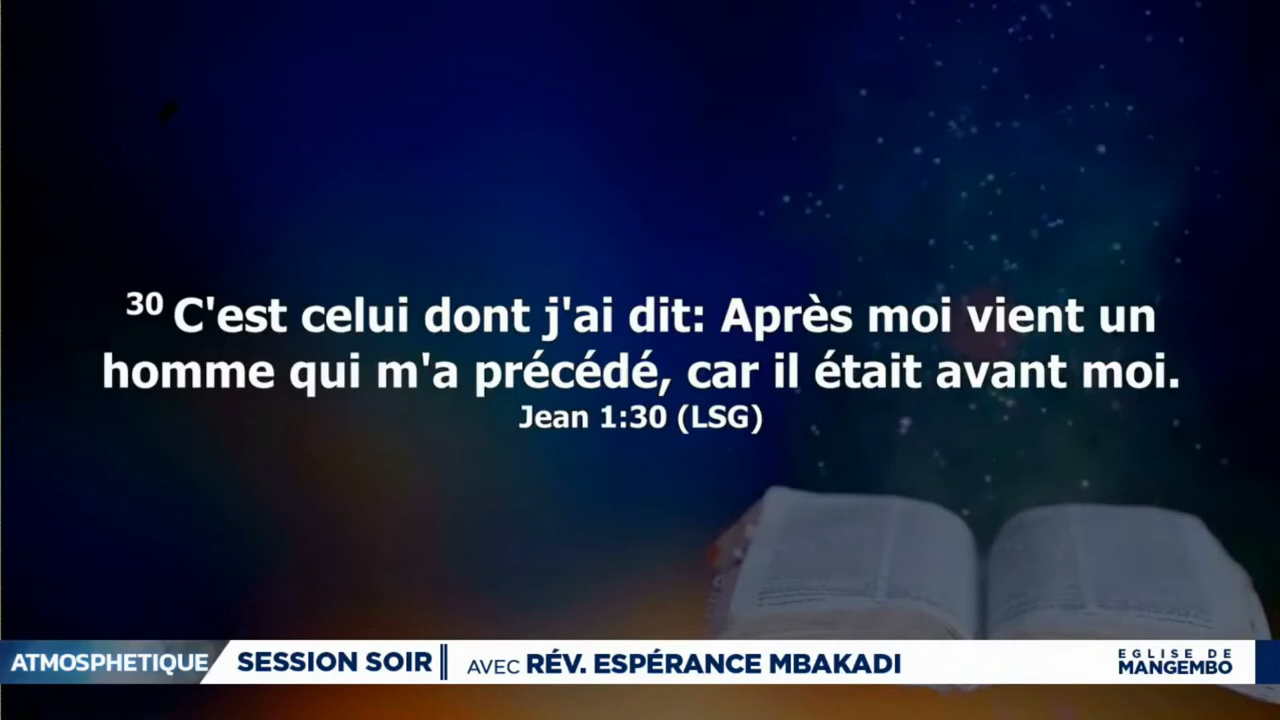 30 C'est celui dont j'ai dit: Après moi vient un
homme qui m'a précédé, car il était avant moi.
Jean 1:30 (LSG)
ATMOSPHETIQUE SESSION SOIR AVEC RÉV. ESPÉRANCE MBAKADI
EGLISE DE
MANGEMBO